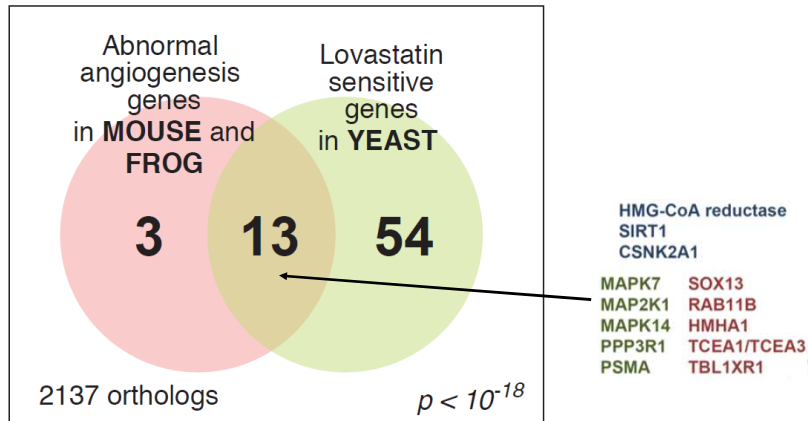 Abnormal
angiogenesis
genes
in MOUSE and
FROG
Lovastatin
sensitive
genes
in YEAST
3
13
54
2137 orthologs
p < 10^-18
HMG-CoA reductase
SIRT1
CSNK2A1
MAPK7 SOX13
MAP2K1 RAB11B
MAPK14 HMHA1
PPP3R1 TCEA1/TCEA3
PSMA TBL1XR1